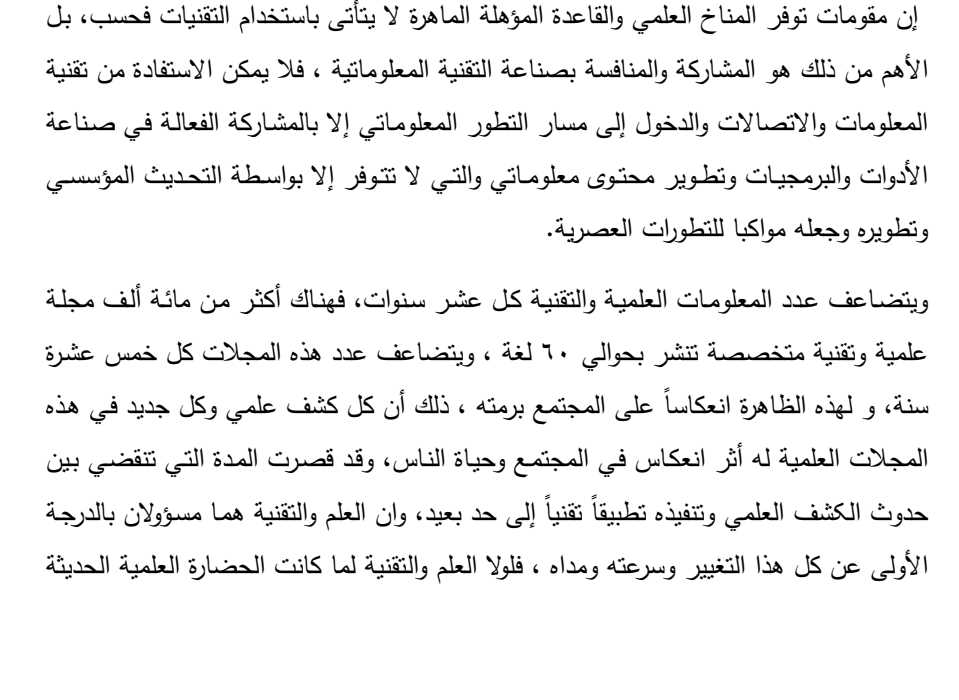 إن مقومات توفر المناخ العلمي والقاعدة المؤهلة الماهرة لا يتأتى باستخدام التقنيات فحسب، بل
الأهم من ذلك هو المشاركة والمنافسة بصناعة التقنية المعلوماتية ، فلا يمكن الاستفادة من تقنية
المعلومات والاتصالات والدخول إلى مسار التطور المعلوماتي إلا بالمشاركة الفعالة في صناعة
الأدوات والبرمجيات وتطوير محتوى معلوماتي والتي لا تتوفر إلا بواسطة التحديث المؤسسي
وتطويره وجعله مواكبا للتطورات العصرية.
ويتضاعف عدد المعلومات العلمية والتقنية كل عشر سنوات، فهناك أكثر من مائة ألف مجلة
علمية وتقنية متخصصة تنشر بحوالي ٦٠ لغة ، ويتضاعف عدد هذه المجلات كل خمس عشرة
سنة، و لهذه الظاهرة انعكاساً على المجتمع برمته ، ذلك أن كل كشف علمي وكل جديد في هذه
المجلات العلمية له أثر انعكاس في المجتمع وحياة الناس، وقد قصرت المدة التي تنقضي بين
حدوث الكشف العلمي وتنفيذه تطبيقاً تقنياً إلى حد بعيد، وان العلم والتقنية هما مسؤولان بالدرجة
الأولى عن كل هذا التغيير وسرعته ومداه ، فلولا العلم والتقنية لما كانت الحضارة العلمية الحديثة